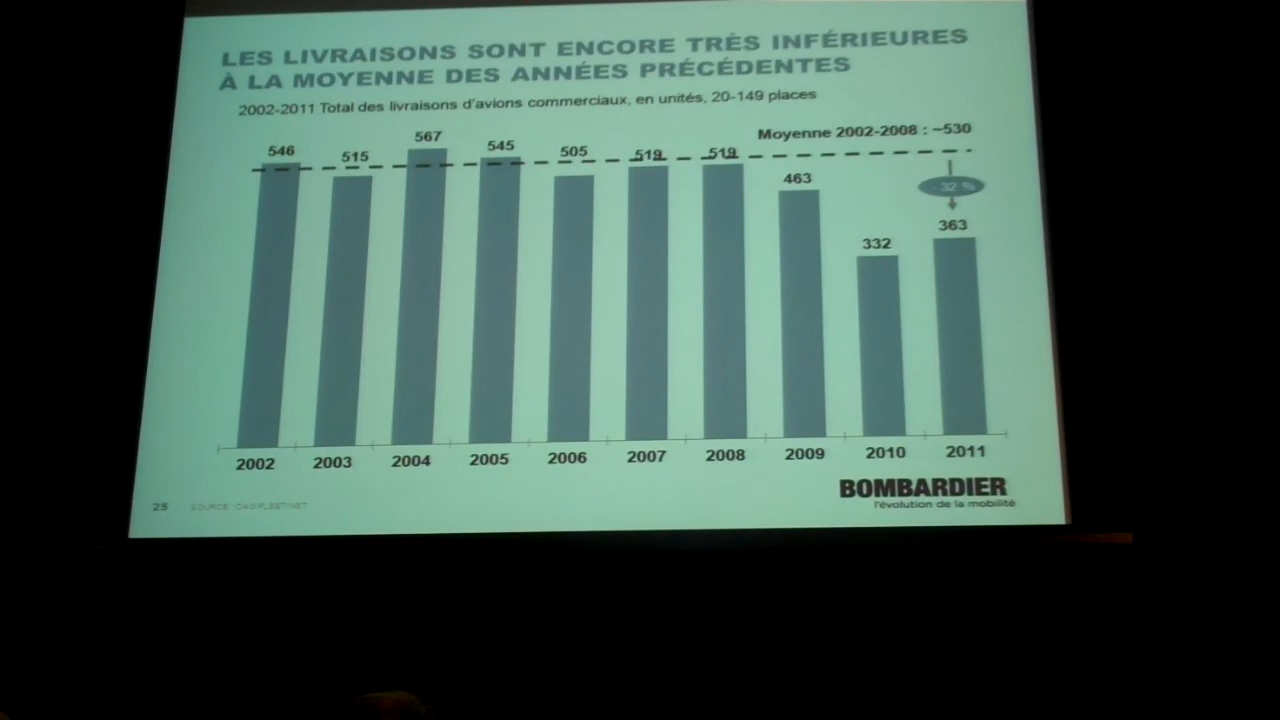 LES LIVRAISONS SONT ENCORE TRÈS INFÉRIEURES
À LA MOYENNE DES ANNÉES PRÉCÉDENTES
2002-2011 Total des livraisons d'avions commerciaux, en unités, 20-149 places
Moyenne 2002-2008 : ~530
546 515 567 545 505 519 519 463 332 363
- 32 %
2002 2003 2004 2005 2006 2007 2008 2009 2010 2011
BOMBARDIER
l'évolution de la mobilité
25 SOURCE